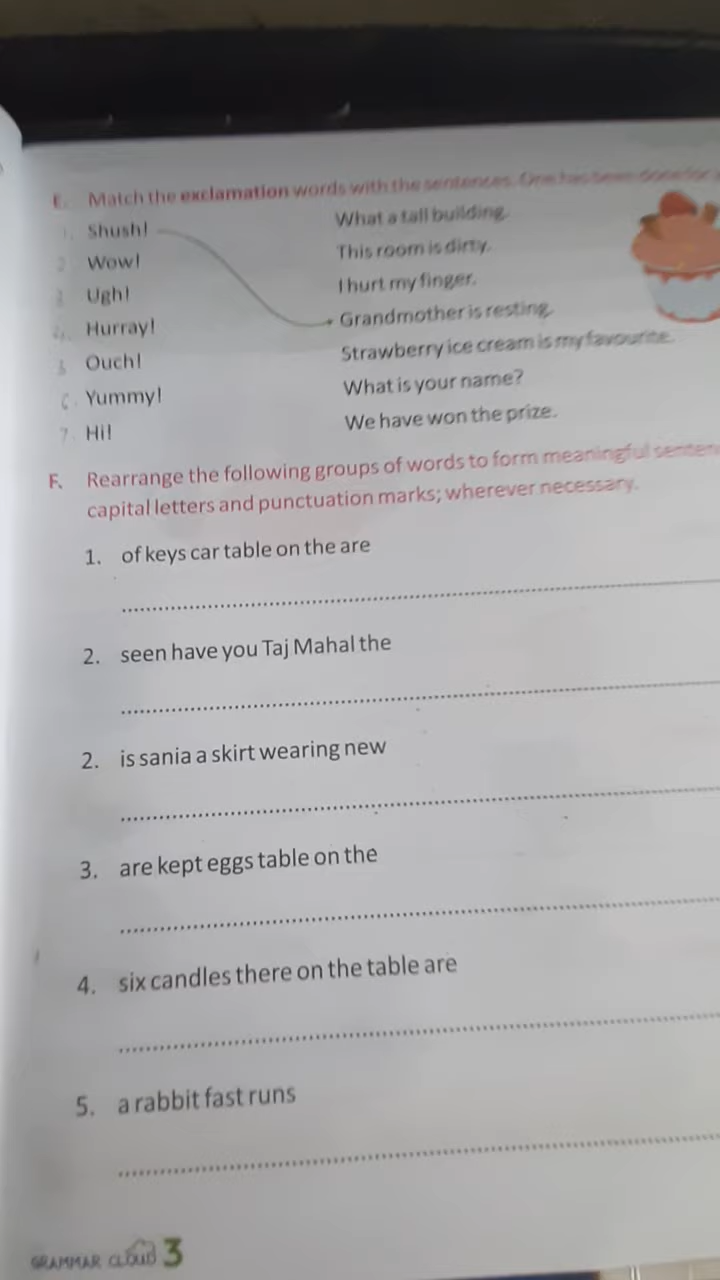 E. Match the exclamation words with the sentences. One has been done for
1. Shush! What a tall building.
2 Wow! This room is dirty.
3 Ugh! I hurt my finger.
4. Hurray! Grandmother is resting.
5 Ouch! Strawberry ice cream is my favourite.
6. Yummy! What is your name?
7. Hi! We have won the prize.
F. Rearrange the following groups of words to form meaningful
capital letters and punctuation marks; wherever necessary.
1. of keys car table on the are
2. seen have you Taj Mahal the
2. is sania a skirt wearing new
3. are kept eggs table on the
4. six candles there on the table are
5. a rabbit fast runs
GRAMMAR CLOUD 3